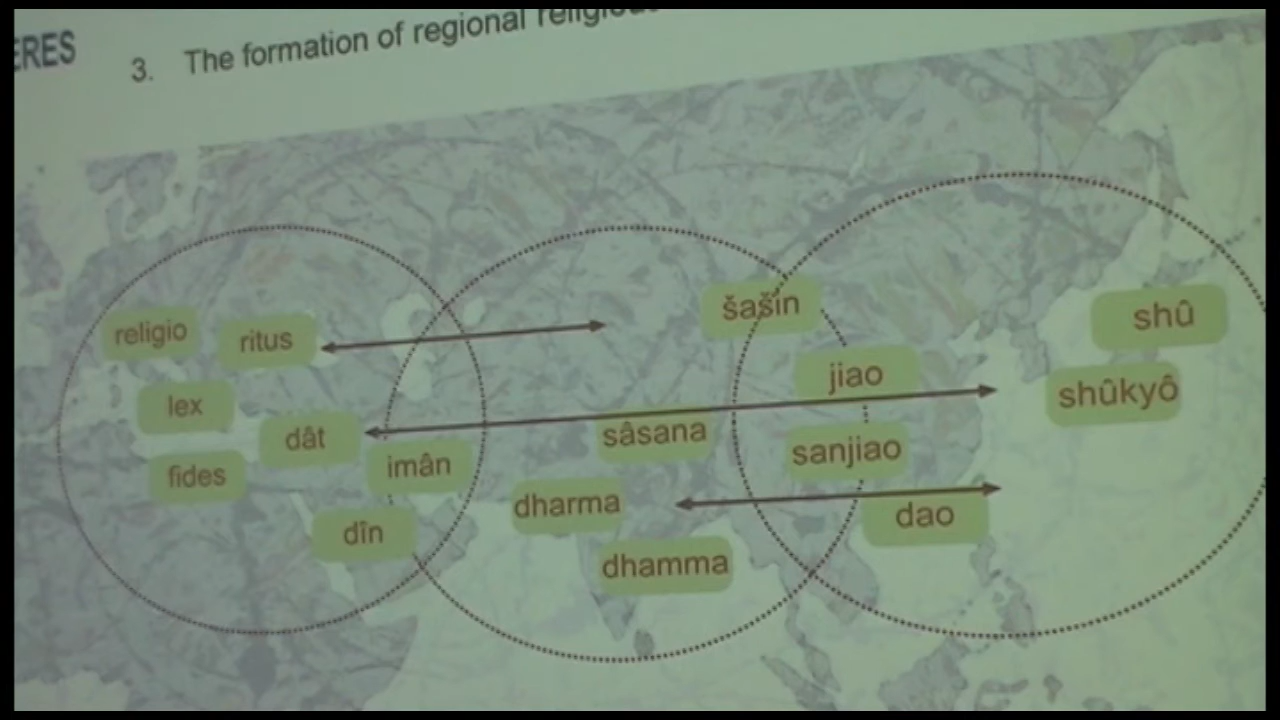 ERES
3. The formation of regional religious
religio
ritus
lex
dât
fides
imân
dîn
šašin
sâsana
dharma
dhamma
jiao
sanjiao
dao
shû
shûkyô